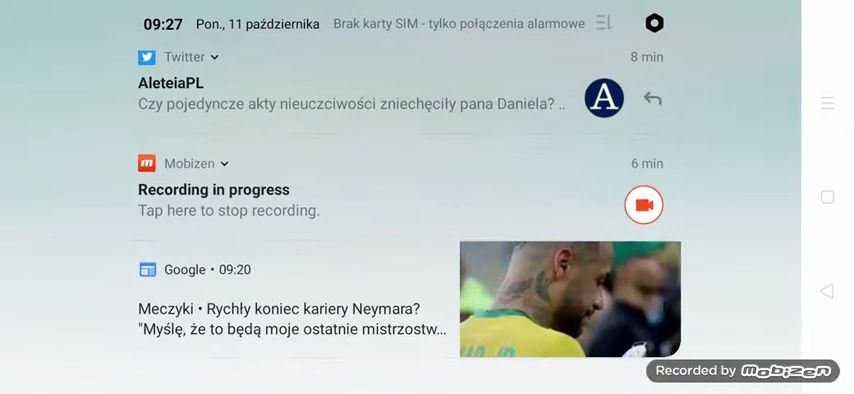 09:27 Pon., 11 października Brak karty SIM - tylko połączenia alarmowe
Twitter 8 min
AleteiaPL
Czy pojedyncze akty nieuczciwości zniechęciły pana Daniela? ..
A
m Mobizen 6 min
Recording in progress
Tap here to stop recording.
Google • 09:20
Meczyki • Rychły koniec kariery Neymara?
"Myślę, że to będą moje ostatnie mistrzostw...
Recorded by mobizen